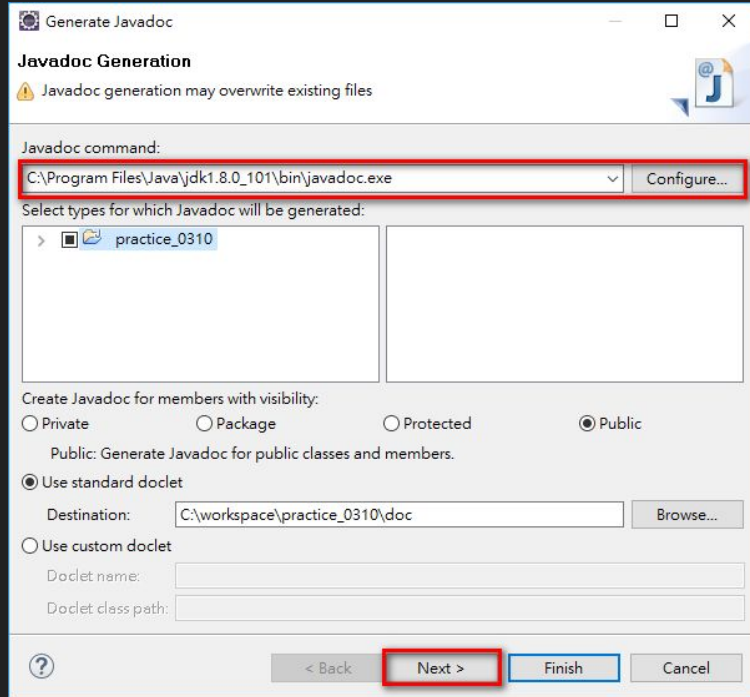 Generate Javadoc
Javadoc Generation
Javadoc generation may overwrite existing files
Javadoc command:
C:\Program Files\Java\jdk1.8.0_101\bin\javadoc.exe
Configure...
Select types for which Javadoc will be generated:
practice_0310
Create Javadoc for members with visibility:
Private Package Protected Public
Public: Generate Javadoc for public classes and members.
Use standard doclet
Destination: C:\workspace\practice_0310\doc Browse...
Use custom doclet
Doclet name:
Doclet class path:
< Back Next > Finish Cancel